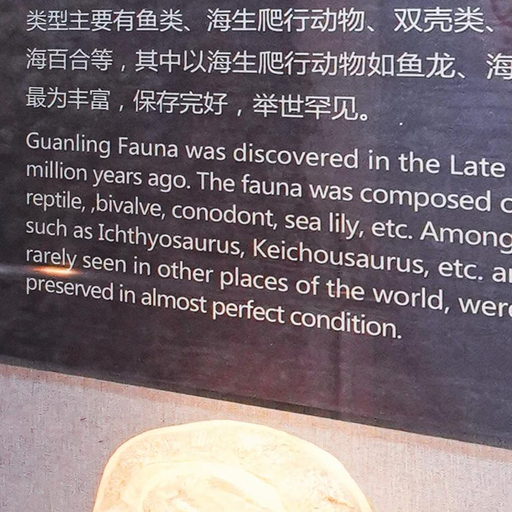 类型主要有鱼类、海生爬行动物、双壳类、
海百合等，其中以海生爬行动物如鱼龙、海
最为丰富，保存完好，举世罕见。
Guanling Fauna was discovered in the Late
million years ago. The fauna was composed
reptile, ,bivalve, conodont, sea lily, etc. Among
such as Ichthyosaurus, Keichousaurus, etc.
rarely seen in other places of the world, were
preserved in almost perfect condition.